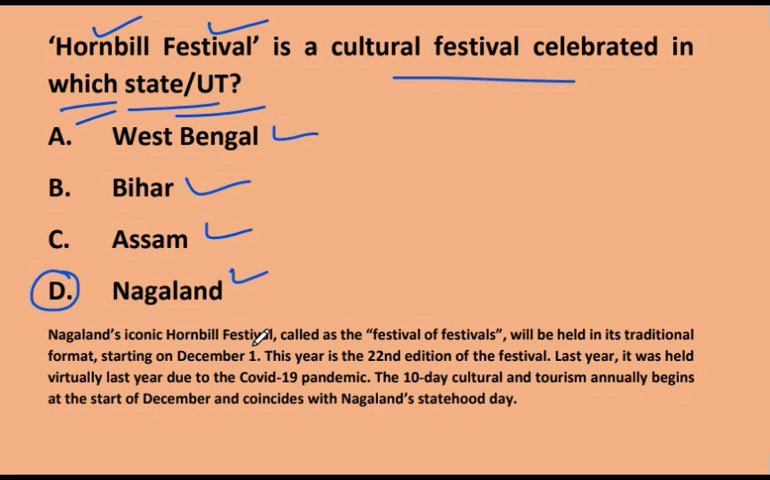 ‘Hornbill Festival’ is a cultural festival celebrated in
which state/UT?
A. West Bengal
B. Bihar
C. Assam
D. Nagaland
Nagaland’s iconic Hornbill Festival, called as the “festival of festivals”, will be held in its traditional
format, starting on December 1. This year is the 22nd edition of the festival. Last year, it was held
virtually last year due to the Covid-19 pandemic. The 10-day cultural and tourism annually begins
at the start of December and coincides with Nagaland’s statehood day.